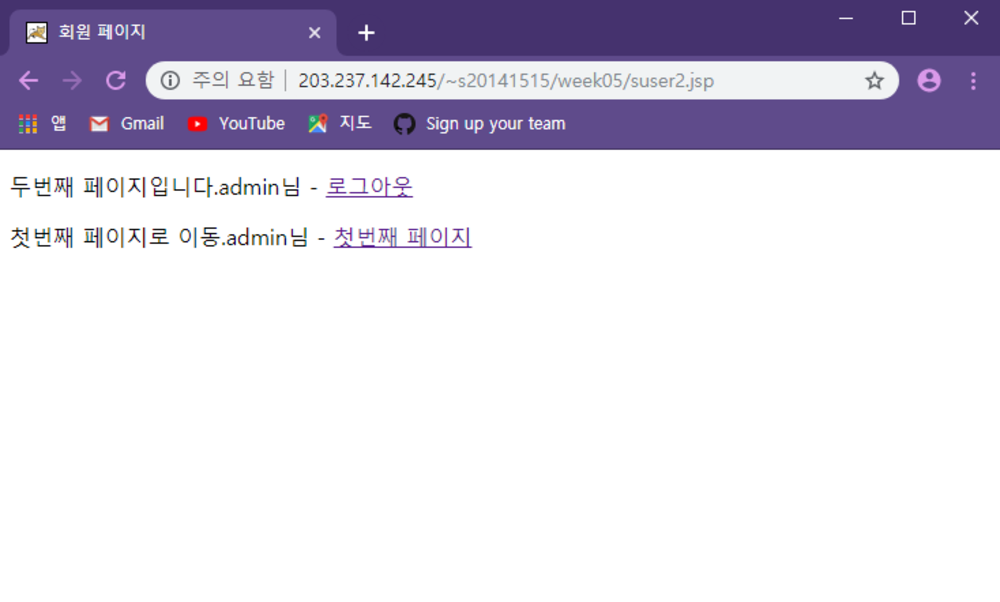 회원 페이지
주의 요함 | 203.237.142.245/~s20141515/week05/suser2.jsp
앱 Gmail YouTube 지도 Sign up your team
두번째 페이지입니다.admin님 - 로그아웃
첫번째 페이지로 이동.admin님 - 첫번째 페이지